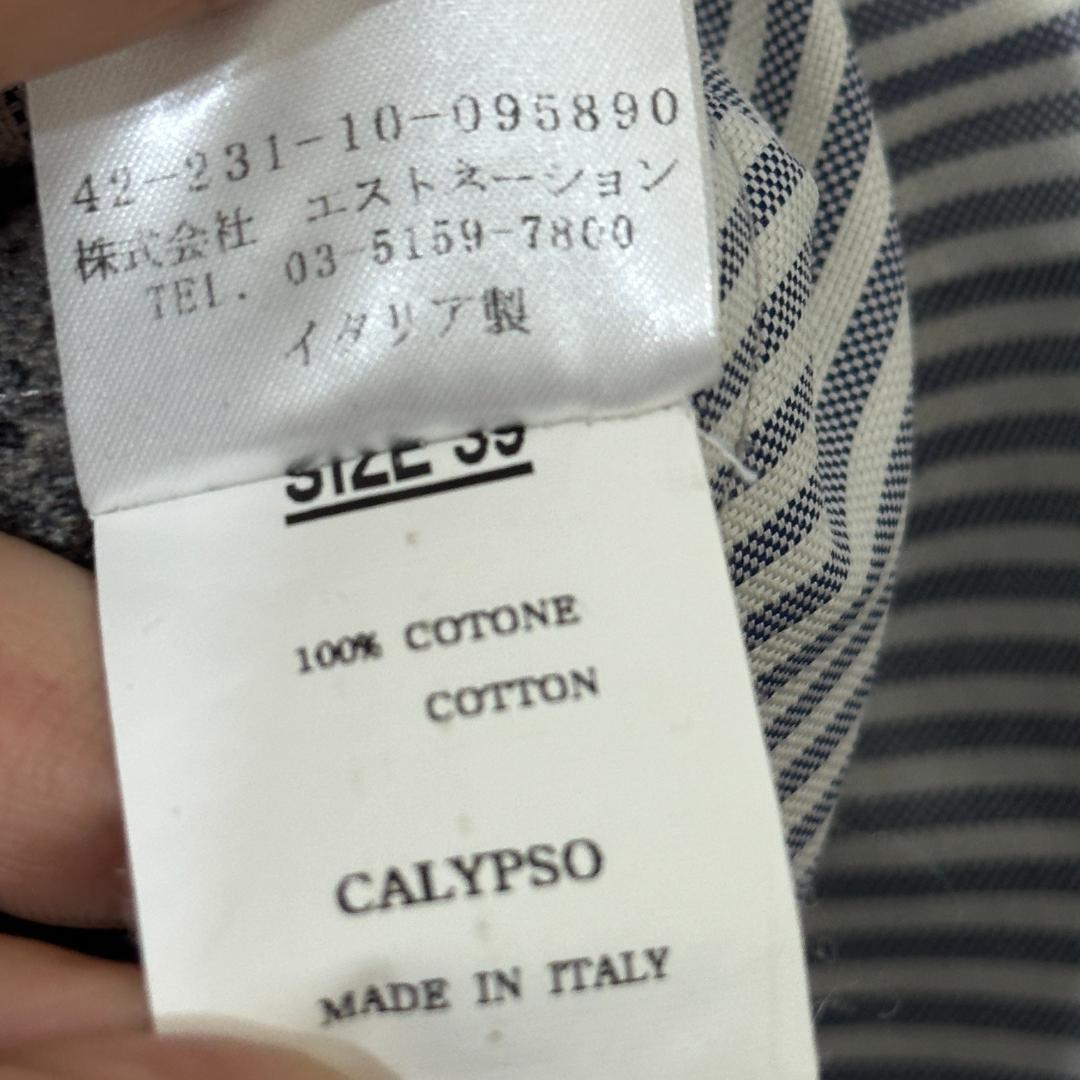 42-231-10-095890
株式会社 エストネーション
TEL. 03-5159-7800
イタリア製
SIZE 39
100% COTONE
COTTON
CALYPSO
MADE IN ITALY